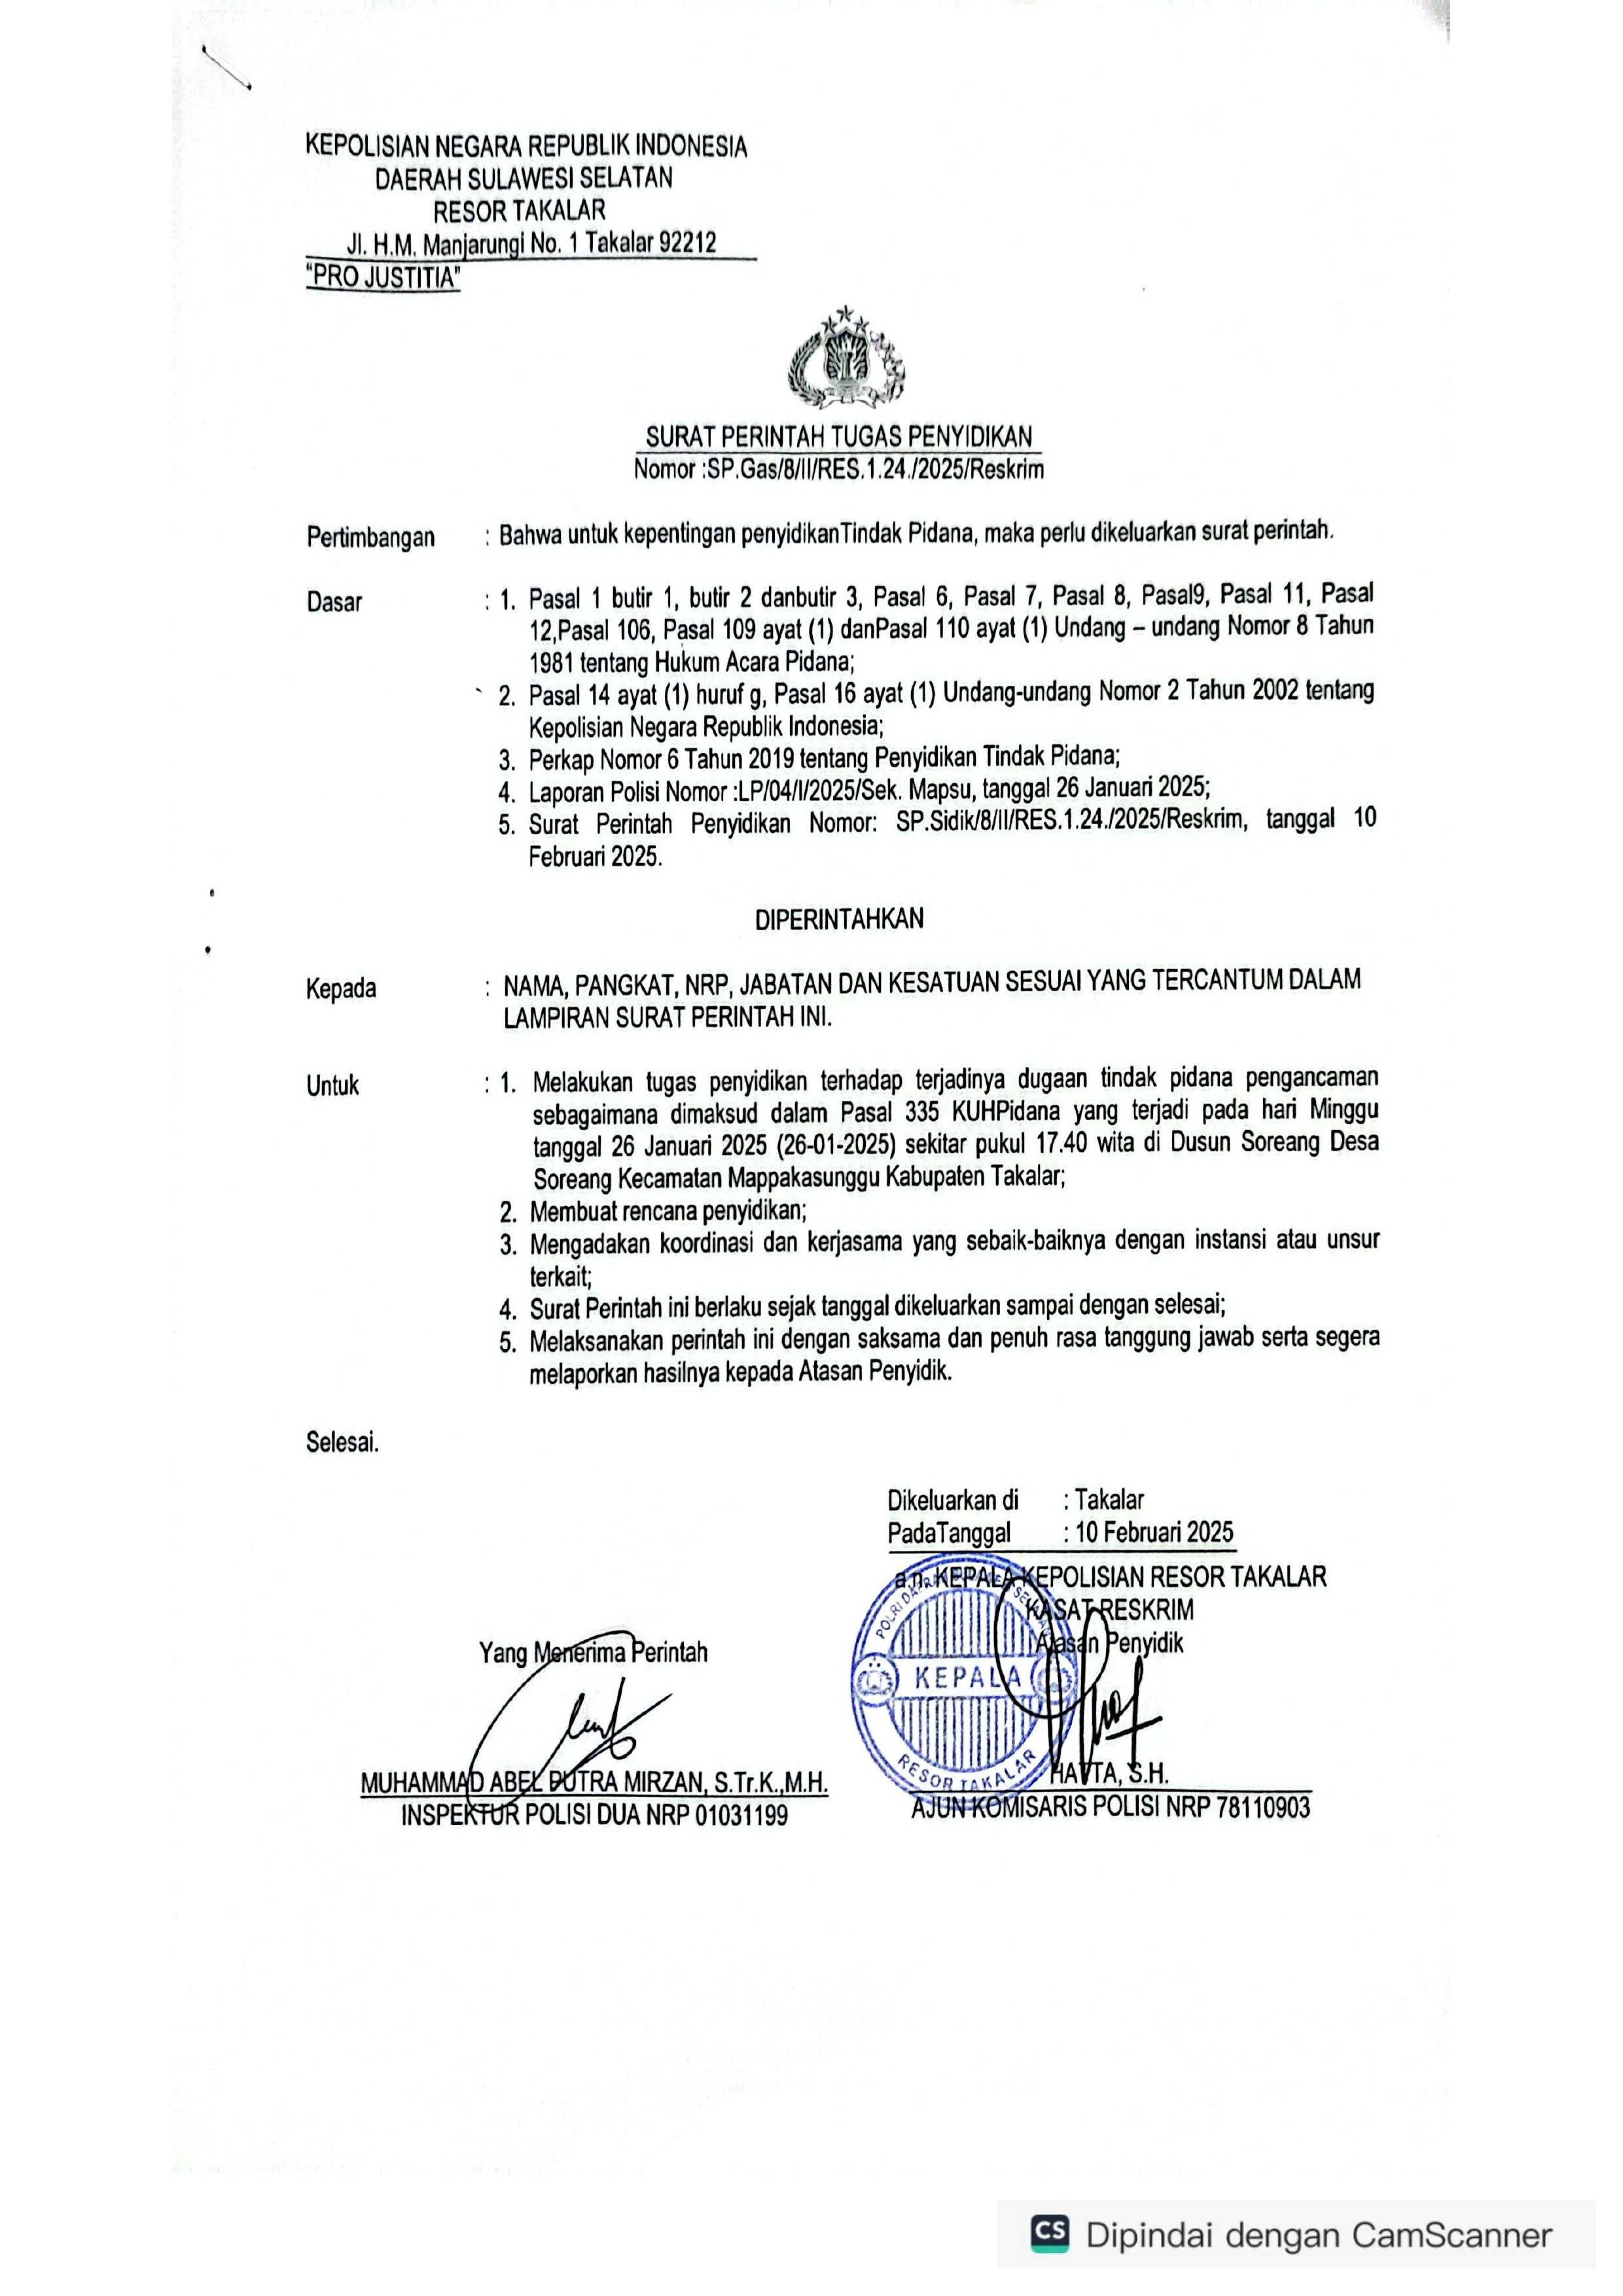 KEPOLISIAN NEGARA REPUBLIK INDONESIA
DAERAH SULAWESI SELATAN
RESOR TAKALAR
Jl. H.M. Manjarungi No. 1 Takalar 92212
"PRO JUSTITIA"
SURAT PERINTAH TUGAS PENYIDIKAN
Nomor :SP.Gas/8/II/RES.1.24./2025/Reskrim
Pertimbangan : Bahwa untuk kepentingan penyidikanTindak Pidana, maka perlu dikeluarkan surat perintah.
Dasar : 1. Pasal 1 butir 1, butir 2 danbutir 3, Pasal 6, Pasal 7, Pasal 8, Pasal9, Pasal 11, Pasal
12,Pasal 106, Pasal 109 ayat (1) danPasal 110 ayat (1) Undang – undang Nomor 8 Tahun
1981 tentang Hukum Acara Pidana;
2. Pasal 14 ayat (1) huruf g, Pasal 16 ayat (1) Undang-undang Nomor 2 Tahun 2002 tentang
Kepolisian Negara Republik Indonesia;
3. Perkap Nomor 6 Tahun 2019 tentang Penyidikan Tindak Pidana;
4. Laporan Polisi Nomor :LP/04/I/2025/Sek. Mapsu, tanggal 26 Januari 2025;
5. Surat Perintah Penyidikan Nomor: SP.Sidik/8/II/RES.1.24./2025/Reskrim, tanggal 10
Februari 2025.
DIPERINTAHKAN
Kepada : NAMA, PANGKAT, NRP, JABATAN DAN KESATUAN SESUAI YANG TERCANTUM DALAM
LAMPIRAN SURAT PERINTAH INI.
Untuk : 1. Melakukan tugas penyidikan terhadap terjadinya dugaan tindak pidana pengancaman
sebagaimana dimaksud dalam Pasal 335 KUHPidana yang terjadi pada hari Minggu
tanggal 26 Januari 2025 (26-01-2025) sekitar pukul 17.40 wita di Dusun Soreang Desa
Soreang Kecamatan Mappakasunggu Kabupaten Takalar;
2. Membuat rencana penyidikan;
3. Mengadakan koordinasi dan kerjasama yang sebaik-baiknya dengan instansi atau unsur
terkait;
4. Surat Perintah ini berlaku sejak tanggal dikeluarkan sampai dengan selesai;
5. Melaksanakan perintah ini dengan saksama dan penuh rasa tanggung jawab serta segera
melaporkan hasilnya kepada Atasan Penyidik.
Selesai.
Dikeluarkan di : Takalar
PadaTanggal : 10 Februari 2025
a.n. KEPALA KEPOLISIAN RESOR TAKALAR
KASAT RESKRIM
Atasan Penyidik
Yang Menerima Perintah
KEPALA
RESOR TAKALAR
MUHAMMAD ABEL PUTRA MIRZAN, S.Tr.K.,M.H.
INSPEKTUR POLISI DUA NRP 01031199
HATTA, S.H.
AJUN KOMISARIS POLISI NRP 78110903
CS Dipindai dengan CamScanner